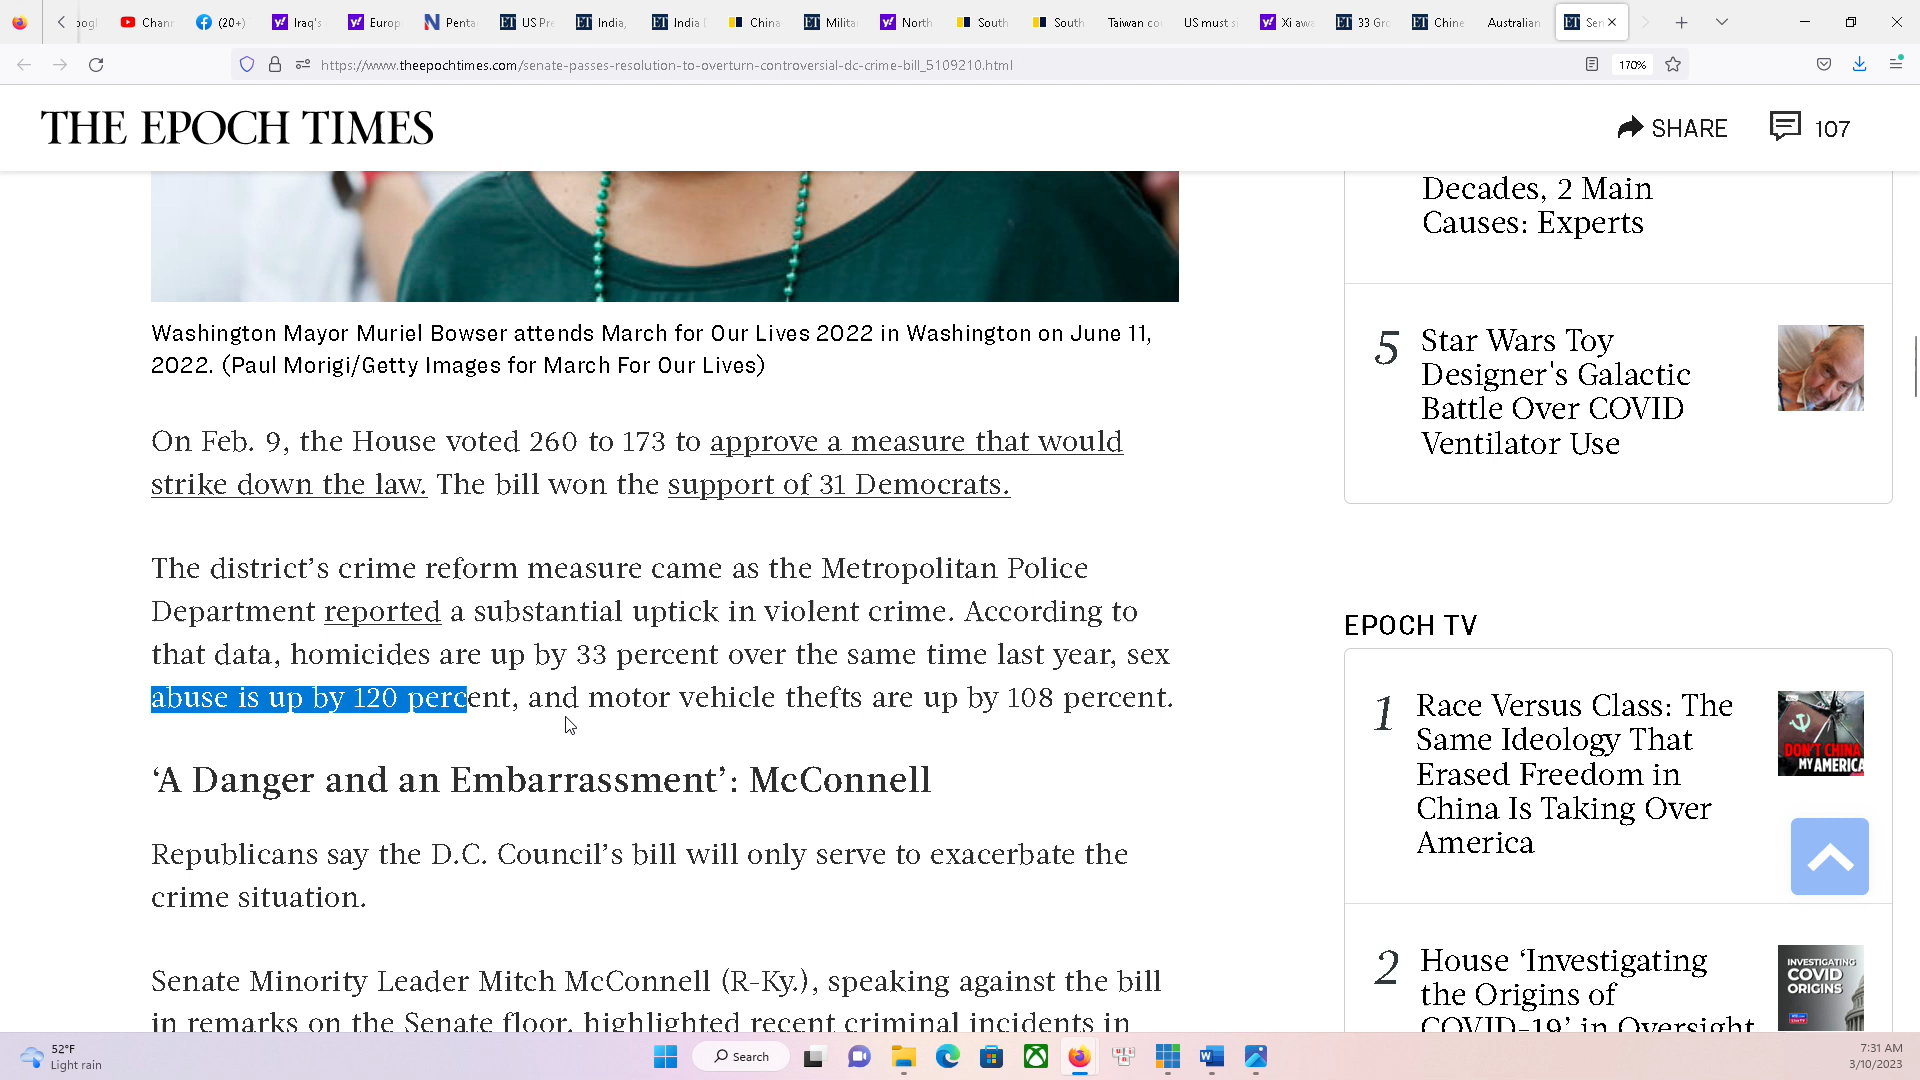 Chan
(20+)
Iraq's
Europ
Penta
US Pr
India,
India
China
Milita
North
South
South
Taiwan co
US must s
Xi aw
33 Gr
Chine
Australian
Sen
https://www.theepochtimes.com/senate-passes-resolution-to-overturn-controversial-dc-crime-bill_5109210.html
170%
THE EPOCH TIMES
SHARE
107
Washington Mayor Muriel Bowser attends March for Our Lives 2022 in Washington on June 11,
2022. (Paul Morigi/Getty Images for March For Our Lives)
On Feb. 9, the House voted 260 to 173 to approve a measure that would
strike down the law. The bill won the support of 31 Democrats.
The district’s crime reform measure came as the Metropolitan Police
Department reported a substantial uptick in violent crime. According to
that data, homicides are up by 33 percent over the same time last year, sex
abuse is up by 120 percent, and motor vehicle thefts are up by 108 percent.
‘A Danger and an Embarrassment’: McConnell
Republicans say the D.C. Council’s bill will only serve to exacerbate the
crime situation.
Senate Minority Leader Mitch McConnell (R-Ky.), speaking against the bill
in remarks on the Senate floor, highlighted recent criminal incidents in
Decades, 2 Main
Causes: Experts
5
Star Wars Toy
Designer's Galactic
Battle Over COVID
Ventilator Use
EPOCH TV
1
Race Versus Class: The
Same Ideology That
Erased Freedom in
China Is Taking Over
America
DON'T CHINA
MY AMERICA
2
House ‘Investigating
the Origins of
COVID-19’ in Oversight
INVESTIGATING
COVID
ORIGINS
52°F
Light rain
Search
7:31 AM
3/10/2023